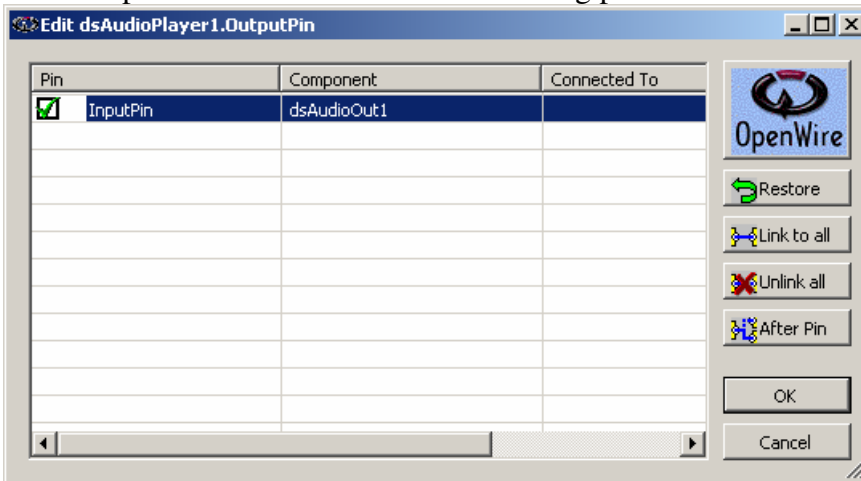 Edit dsAudioPlayer1.OutputPin
Pin Component Connected To
InputPin dsAudioOut1
OpenWire
Restore
Link to all
Unlink all
After Pin
OK
Cancel